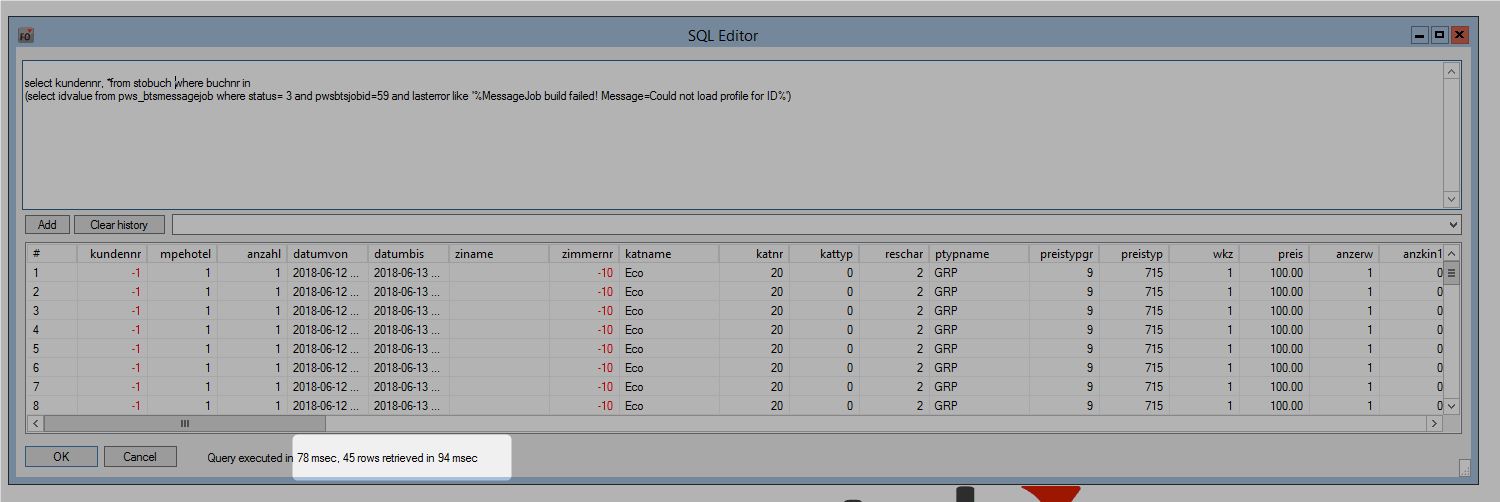 FO
SQL Editor
select kundennr, *from stobuch where buchnr in
(select idvalue from pws_btsmessagejob where status= 3 and pwsbtsjobid=59 and lasterror like '%MessageJob build failed! Message=Could not load profile for ID%')
Add Clear history
# kundennr mpehotel anzahl datumvon datumbis ziname zimmernr katname katnr kattyp reschar ptypname preistypgr preistyp wkz preis anzerw anzkin1
1 -1 1 1 2018-06-12 ... 2018-06-13 ... -10 Eco 20 0 2 GRP 9 715 1 100.00 1 0
2 -1 1 1 2018-06-12 ... 2018-06-13 ... -10 Eco 20 0 2 GRP 9 715 1 100.00 1 0
3 -1 1 1 2018-06-12 ... 2018-06-13 ... -10 Eco 20 0 2 GRP 9 715 1 100.00 1 0
4 -1 1 1 2018-06-12 ... 2018-06-13 ... -10 Eco 20 0 2 GRP 9 715 1 100.00 1 0
5 -1 1 1 2018-06-12 ... 2018-06-13 ... -10 Eco 20 0 2 GRP 9 715 1 100.00 1 0
6 -1 1 1 2018-06-12 ... 2018-06-13 ... -10 Eco 20 0 2 GRP 9 715 1 100.00 1 0
7 -1 1 1 2018-06-12 ... 2018-06-13 ... -10 Eco 20 0 2 GRP 9 715 1 100.00 1 0
8 -1 1 1 2018-06-12 ... 2018-06-13 ... -10 Eco 20 0 2 GRP 9 715 1 100.00 1 0
OK Cancel Query executed in 78 msec, 45 rows retrieved in 94 msec